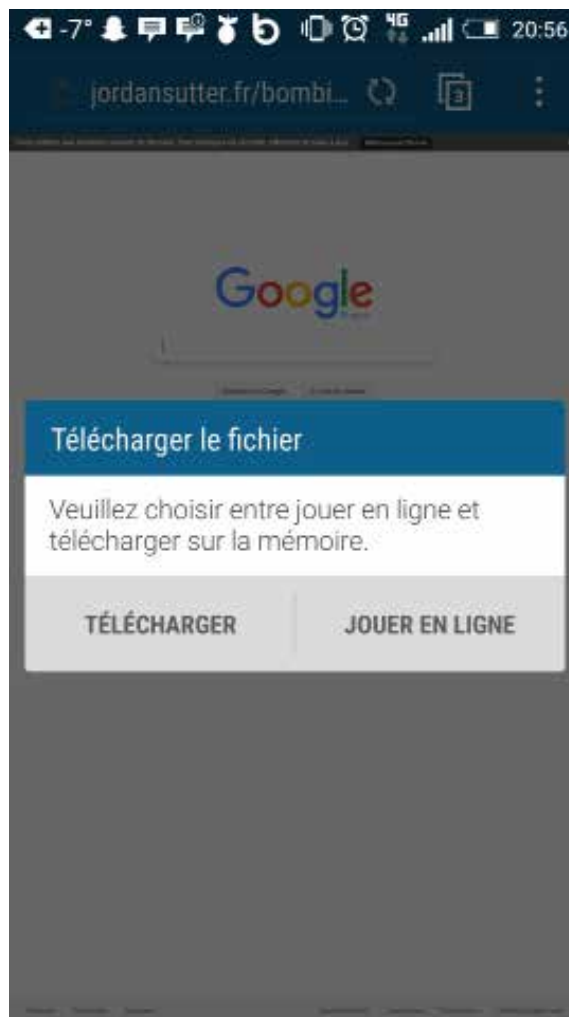 -7° 4G 20:56
jordansutter.fr/bombi... 3
Google
Télécharger le fichier
Veuillez choisir entre jouer en ligne et
télécharger sur la mémoire.
TÉLÉCHARGER JOUER EN LIGNE